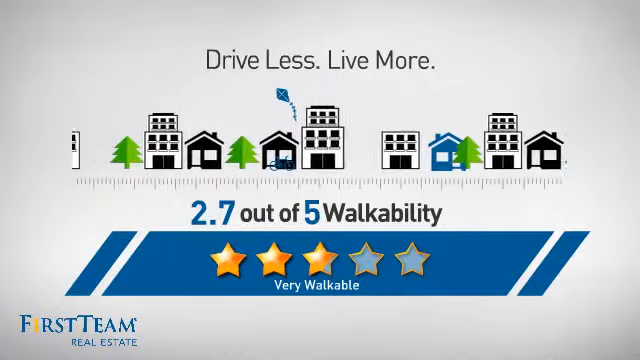 Drive Less. Live More.
2.7 out of 5 Walkability
Very Walkable
FIRSTTEAM®
REAL ESTATE